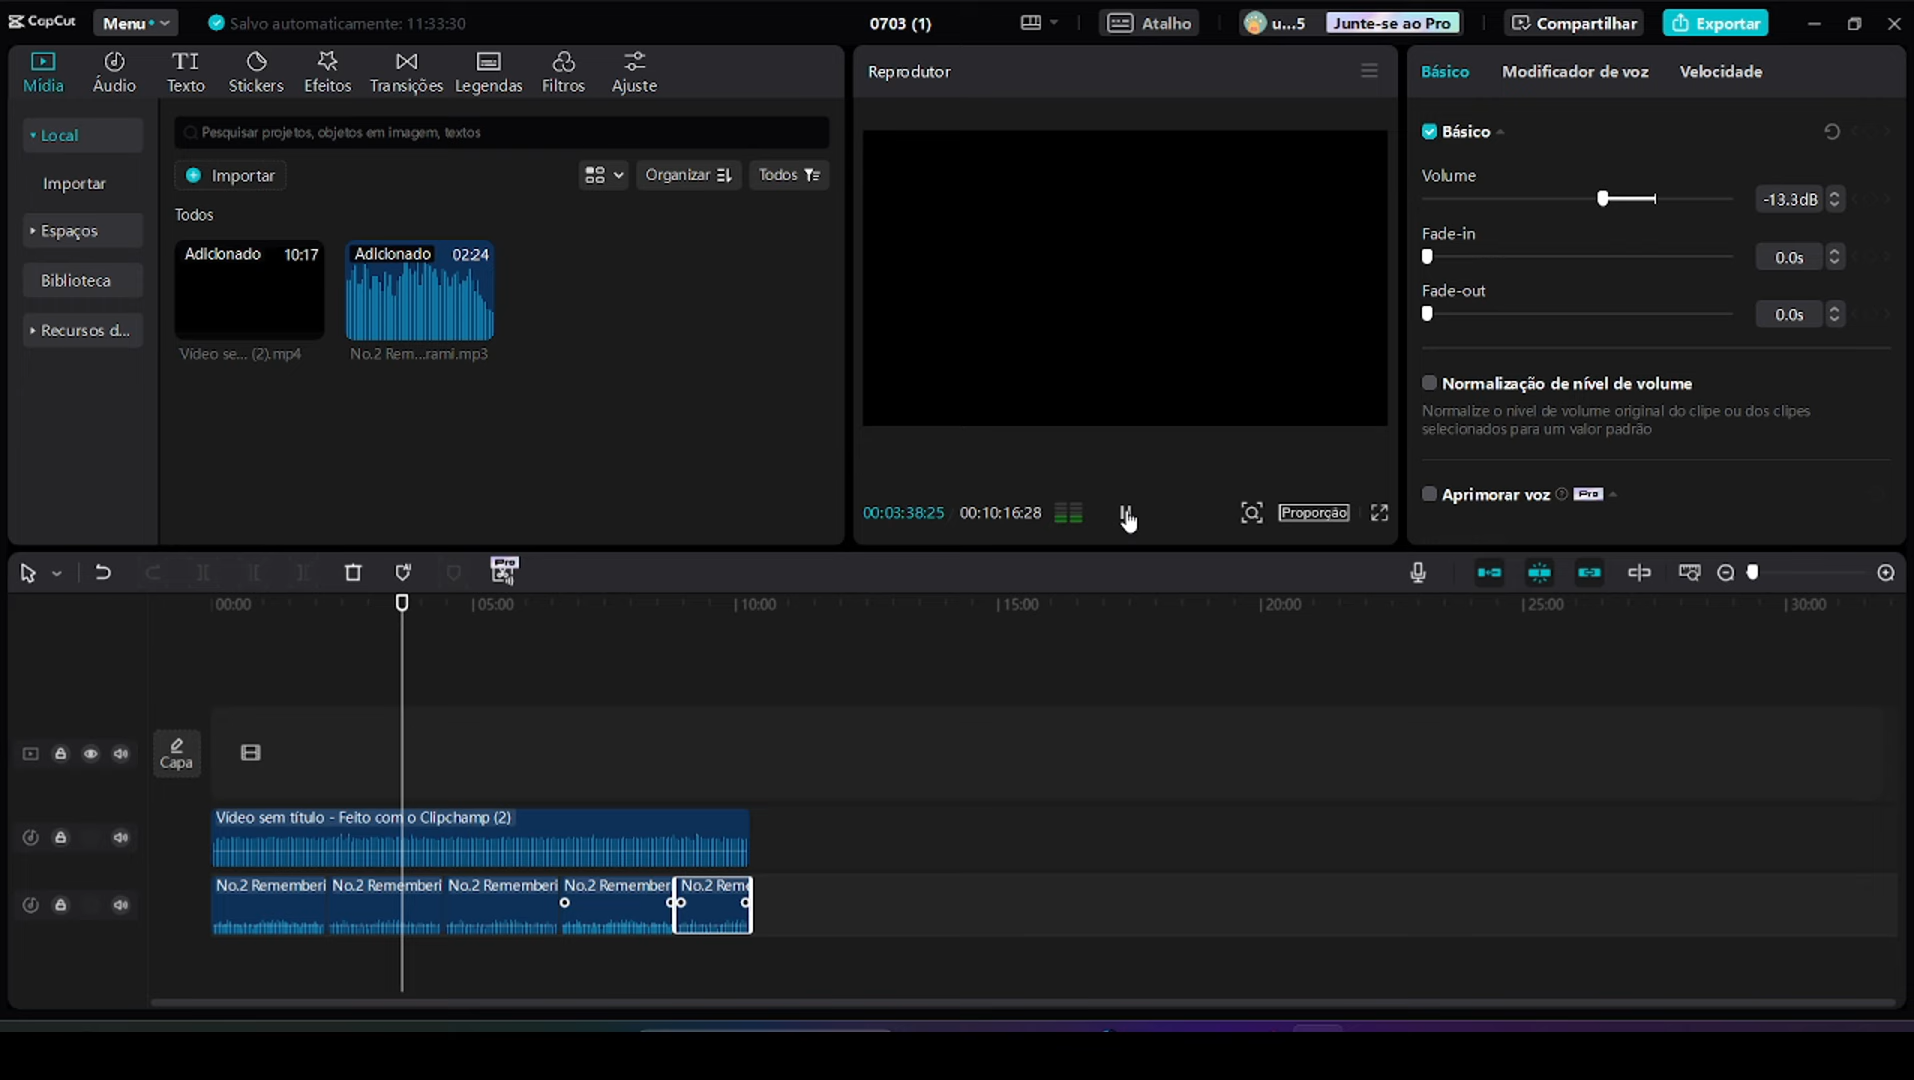 CapCut
Menu
Salvo automaticamente: 11:33:30
0703 (1)
Atalho
u...5
Junte-se ao Pro
Compartilhar
Exportar
Mídia
Áudio
Texto
Stickers
Efeitos
Transições
Legendas
Filtros
Ajuste
Local
Importar
Espaços
Biblioteca
Recursos d...
Pesquisar projetos, objetos em imagem, textos
Importar
Organizar
Todos
Todos
Adicionado 10:17
Adicionado 02:24
Vídeo se... (2).mp4
No.2 Rem...rami.mp3
Reprodutor
00:03:38:25
00:10:16:28
Proporção
Básico
Modificador de voz
Velocidade
Básico
Volume
-13.3dB
Fade-in
0.0s
Fade-out
0.0s
Normalização de nível de volume
Normalize o nível de volume original do clipe ou dos clipes
selecionados para um valor padrão
Aprimorar voz
Pro
Pro
00:00
05:00
10:00
15:00
20:00
25:00
30:00
Capa
Vídeo sem título - Feito com o Clipchamp (2)
No.2 Rememberi
No.2 Rememberi
No.2 Rememberi
No.2 Remember
No.2 Reme